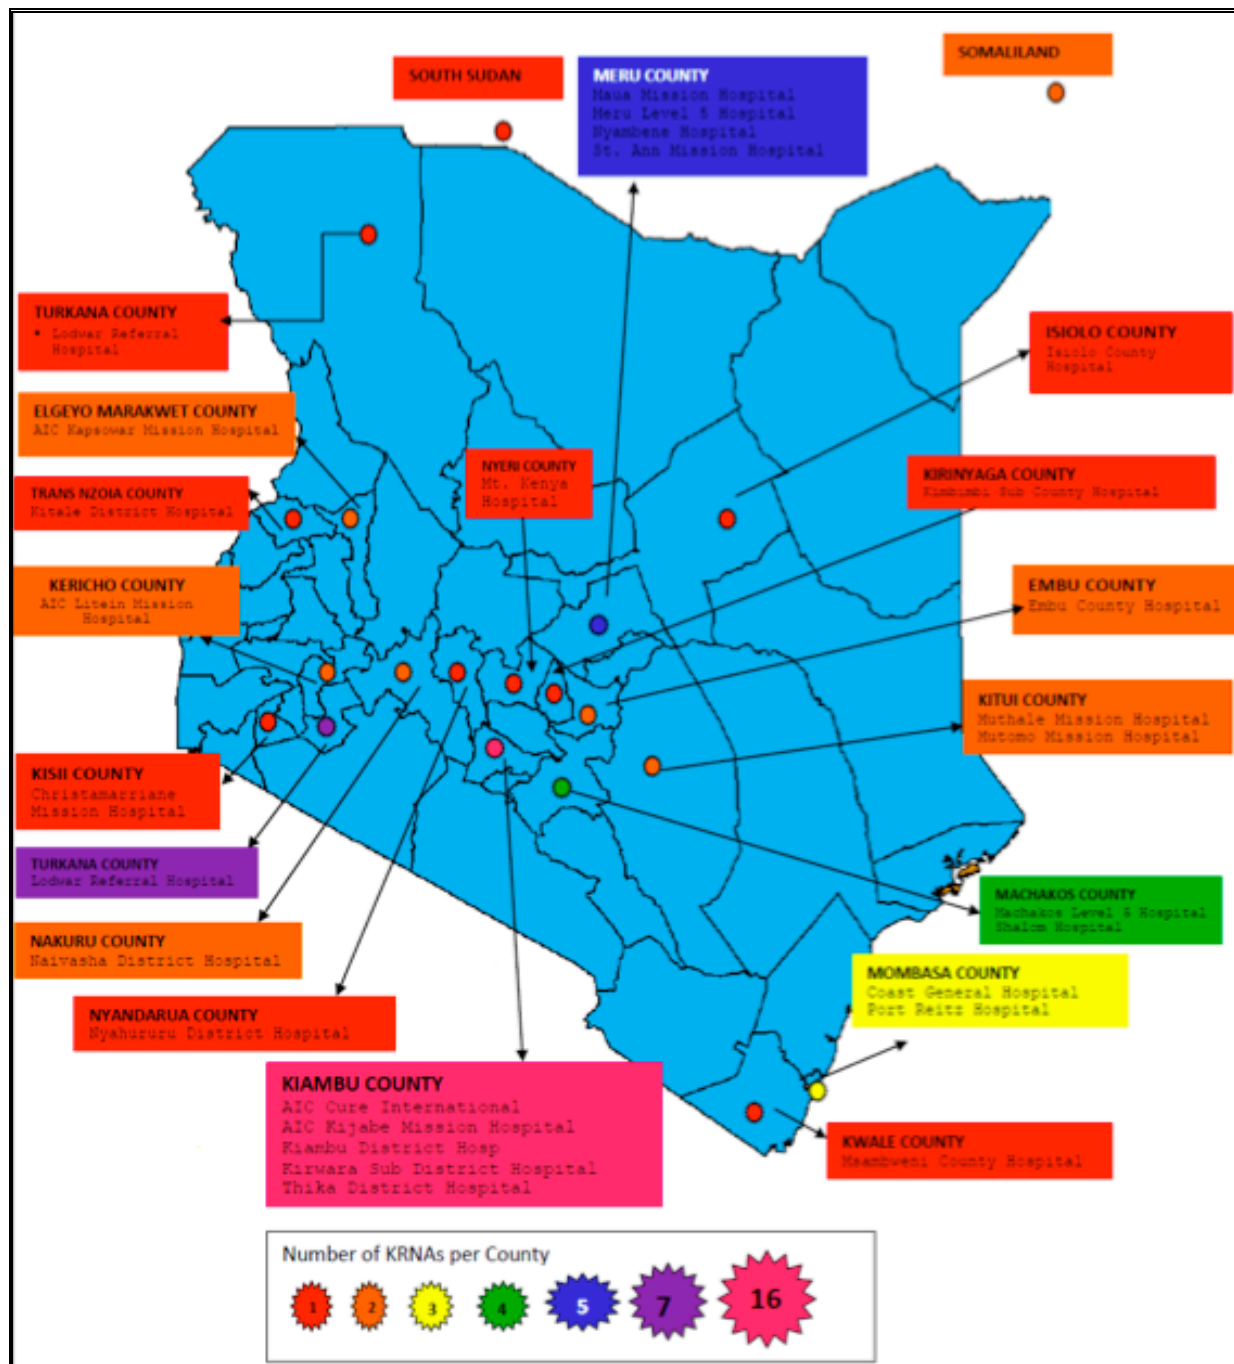 SOUTH SUDAN
SOMALILAND
MERU COUNTY
Maua Mission Hospital
Meru Level 5 Hospital
Nyambene Hospital
St. Ann Mission Hospital
TURKANA COUNTY
• Lodwar Referral
Hospital
ISIOLO COUNTY
Isiolo County
Hospital
ELGEYO MARAKWET COUNTY
AIC Kapsowar Mission Hospital
NYERI COUNTY
Mt. Kenya
Hospital
KIRINYAGA COUNTY
Kimbimbi Sub County Hospital
TRANS NZOIA COUNTY
Kitale District Hospital
KERICHO COUNTY
AIC Litein Mission
Hospital
EMBU COUNTY
Embu County Hospital
KITUI COUNTY
Muthale Mission Hospital
Mutomo Mission Hospital
KISII COUNTY
Christamarriane
Mission Hospital
TURKANA COUNTY
Lodwar Referral Hospital
MACHAKOS COUNTY
Machakos Level 5 Hospital
Shalom Hospital
NAKURU COUNTY
Naivasha District Hospital
MOMBASA COUNTY
Coast General Hospital
Port Reitz Hospital
NYANDARUA COUNTY
Nyahururu District Hospital
KIAMBU COUNTY
AIC Cure International
AIC Kijabe Mission Hospital
Kiambu District Hosp
Kirwara Sub District Hospital
Thika District Hospital
KWALE COUNTY
Msambweni County Hospital
Number of KRNAs per County
1 2 3 4 5 7 16